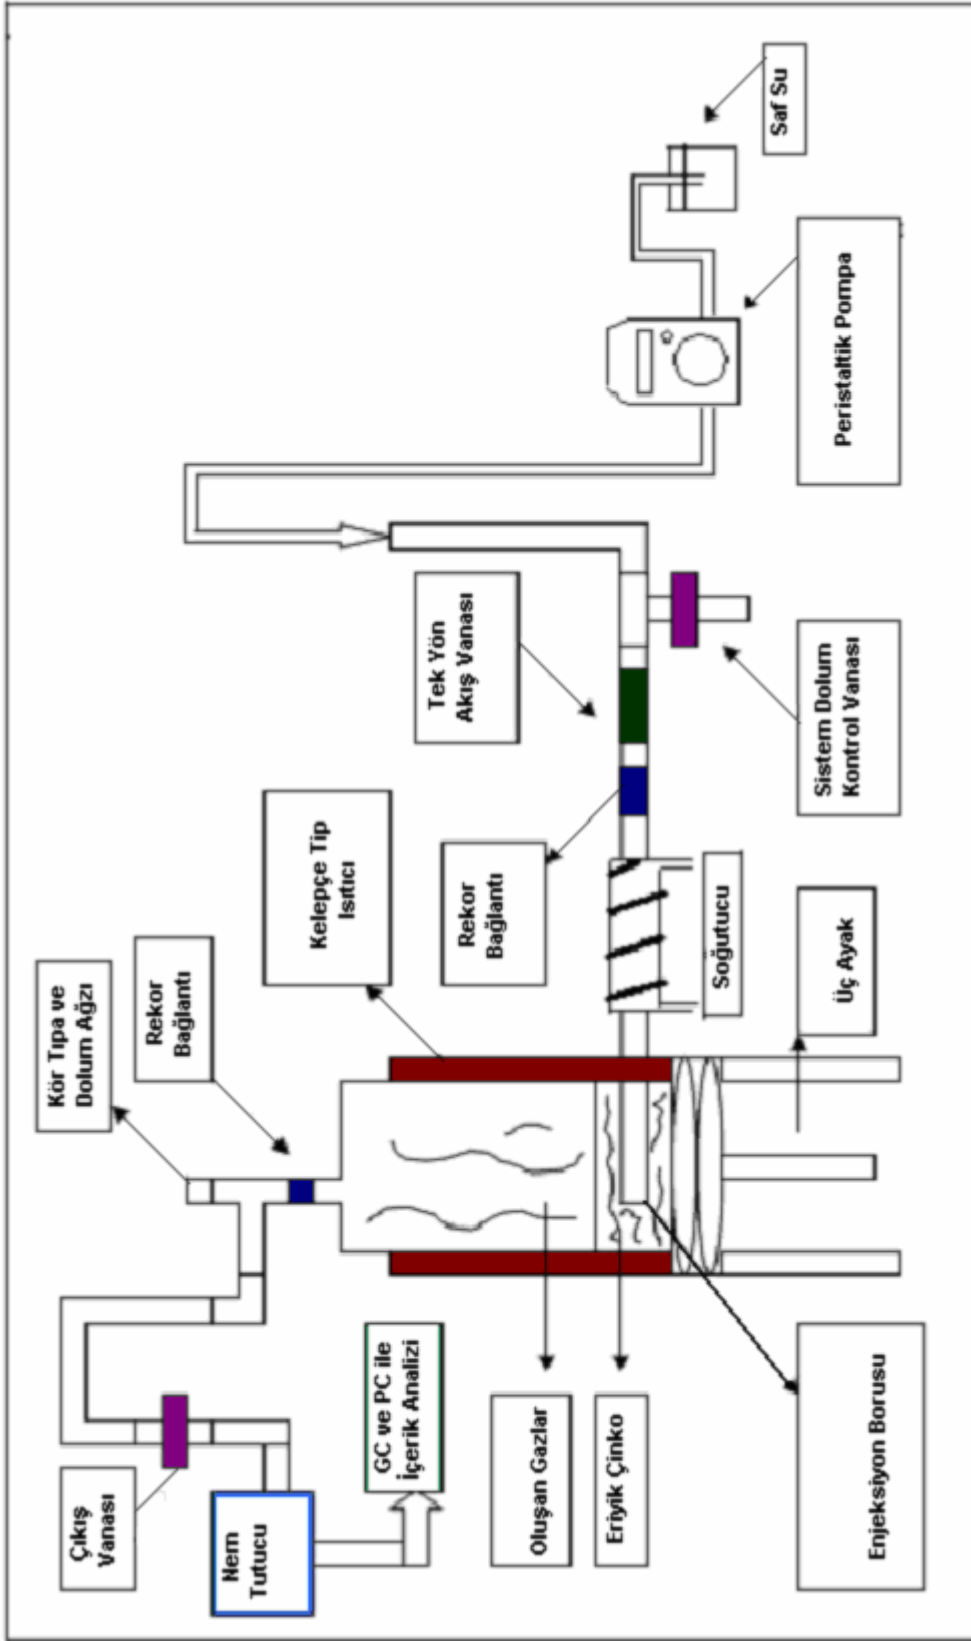 Kör Tıpa ve
Dolum Ağzı
Rekor
Bağlantı
Kelepçe Tip
Isıtıcı
Tek Yön
Akış Vanası
Saf Su
Çıkış
Vanası
Nem
Tutucu
GC ve PC ile
İçerik Analizi
Rekor
Bağlantı
Oluşan Gazlar
Eriyik Çinko
Soğutucu
Enjeksiyon Borusu
Üç Ayak
Sistem Dolum
Kontrol Vanası
Peristaltik Pompa